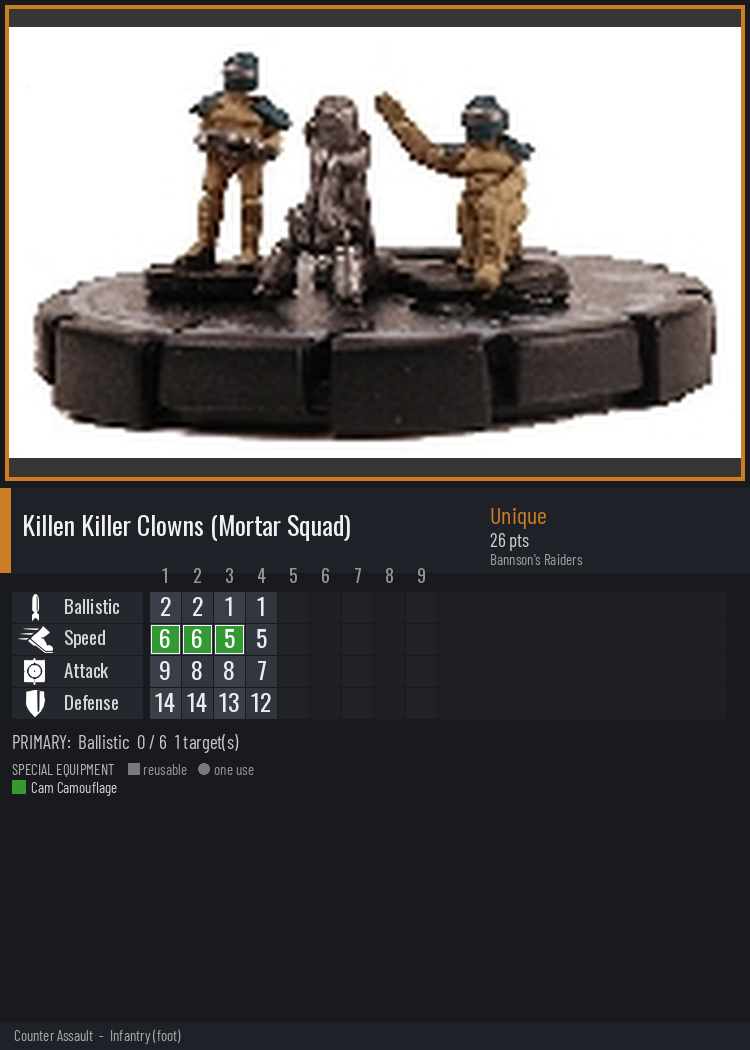 Killen Killer Clowns (Mortar Squad)
Unique
26 pts
Bannson's Raiders
1 2 3 4 5 6 7 8 9
Ballistic 2 2 1 1
Speed 6 6 5 5
Attack 9 8 8 7
Defense 14 14 13 12
PRIMARY: Ballistic 0 / 6 1 target(s)
SPECIAL EQUIPMENT reusable one use
Cam Camouflage
Counter Assault - Infantry (foot)